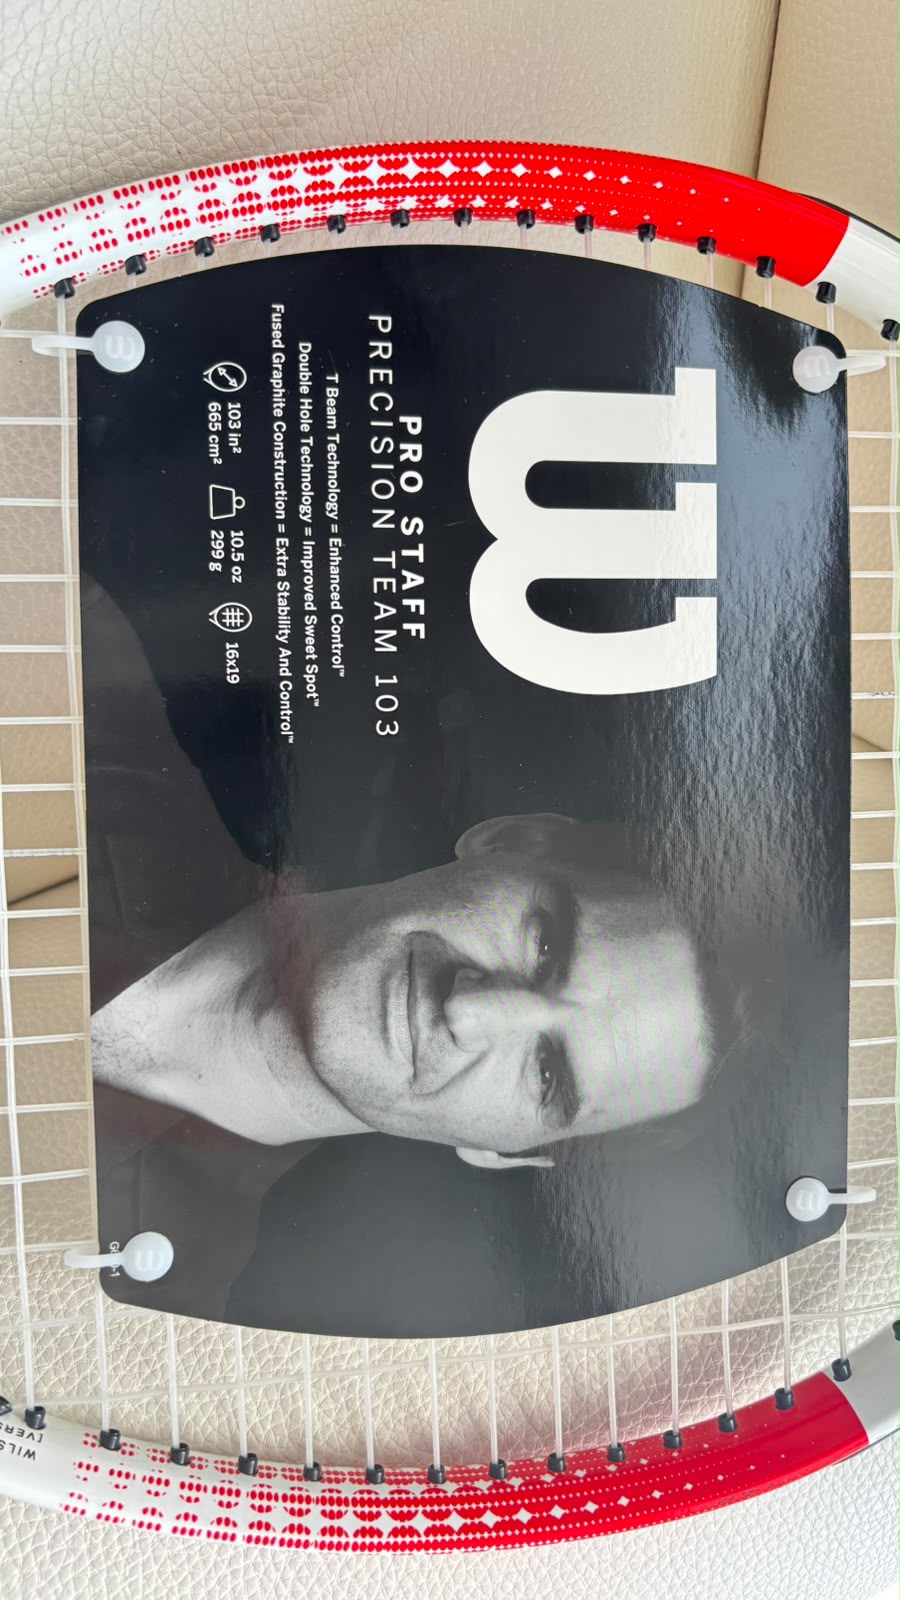 W
PRO STAFF
PRECISION TEAM 103
T Beam Technology = Enhanced Control™
Double Hole Technology = Improved Sweet Spot™
Fused Graphite Construction = Extra Stability And Control™
103 in²
665 cm²
10.5 oz
299 g
16x19